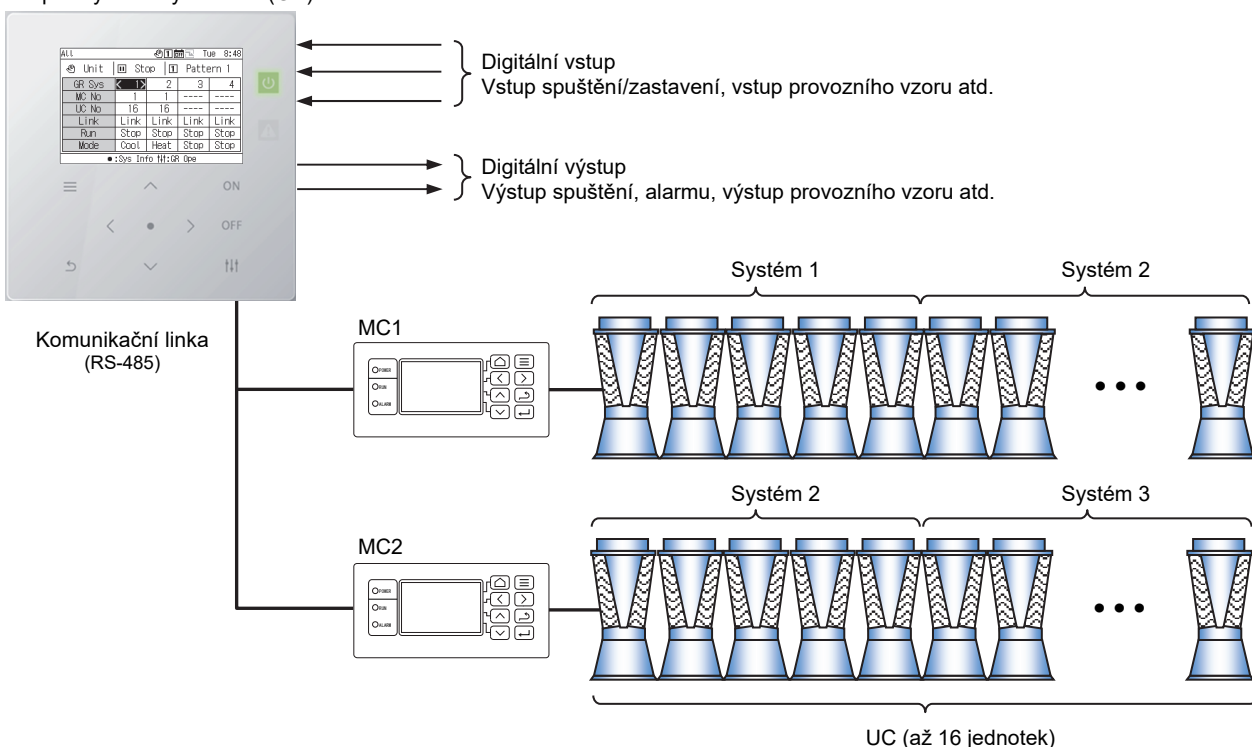 All Tue 8:48
Unit Stop 1 Pattern 1
GR Sys 1 2 3 4
MC No 1 1 ---- ----
UC No 16 16 ---- ----
Link Link Link Link Link
Run Stop Stop Stop Stop
Mode Cool Heat Stop Stop
:Sys Info :GR Ope
ON
OFF
Digitální vstup
Vstup spuštění/zastavení, vstup provozního vzoru atd.
Digitální výstup
Výstup spuštění, alarmu, výstup provozního vzoru atd.
Komunikační linka
(RS-485)
MC1
POWER
RUN
ALARM
Systém 1
Systém 2
MC2
POWER
RUN
ALARM
Systém 2
Systém 3
UC (až 16 jednotek)